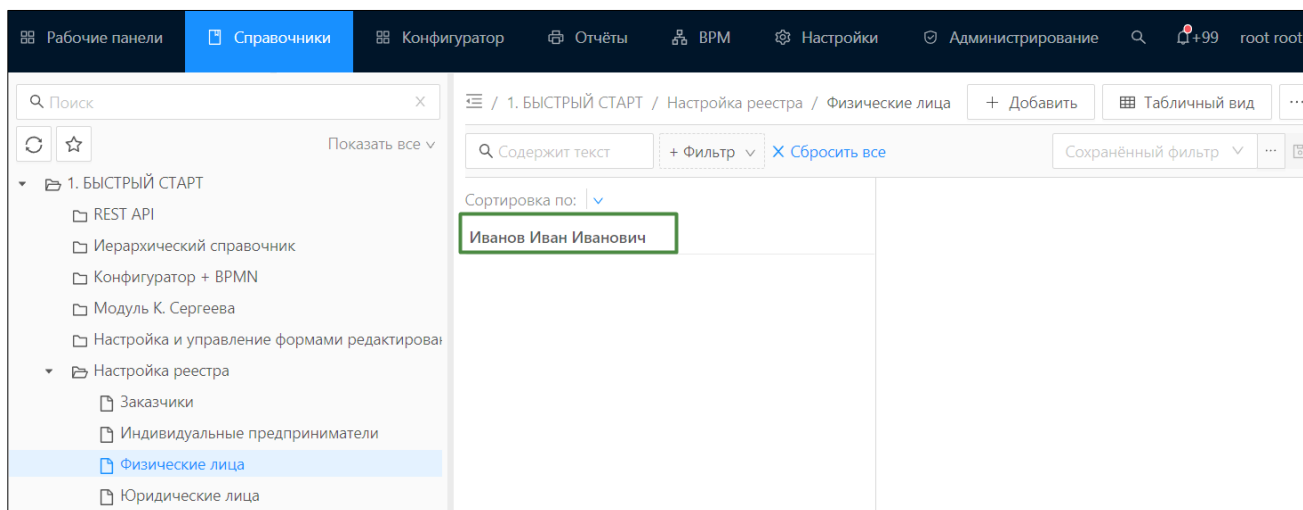 Рабочие панели Справочники Конфигуратор Отчёты BPM Настройки Администрирование +99 root root
Поиск
Показать все
1. БЫСТРЫЙ СТАРТ
REST API
Иерархический справочник
Конфигуратор + BPMN
Модуль К. Сергеева
Настройка и управление формами редактирован
Настройка реестра
Заказчики
Индивидуальные предприниматели
Физические лица
Юридические лица
/ 1. БЫСТРЫЙ СТАРТ / Настройка реестра / Физические лица + Добавить Табличный вид ...
Содержит текст + Фильтр X Сбросить все Сохранённый фильтр ...
Сортировка по:
Иванов Иван Иванович